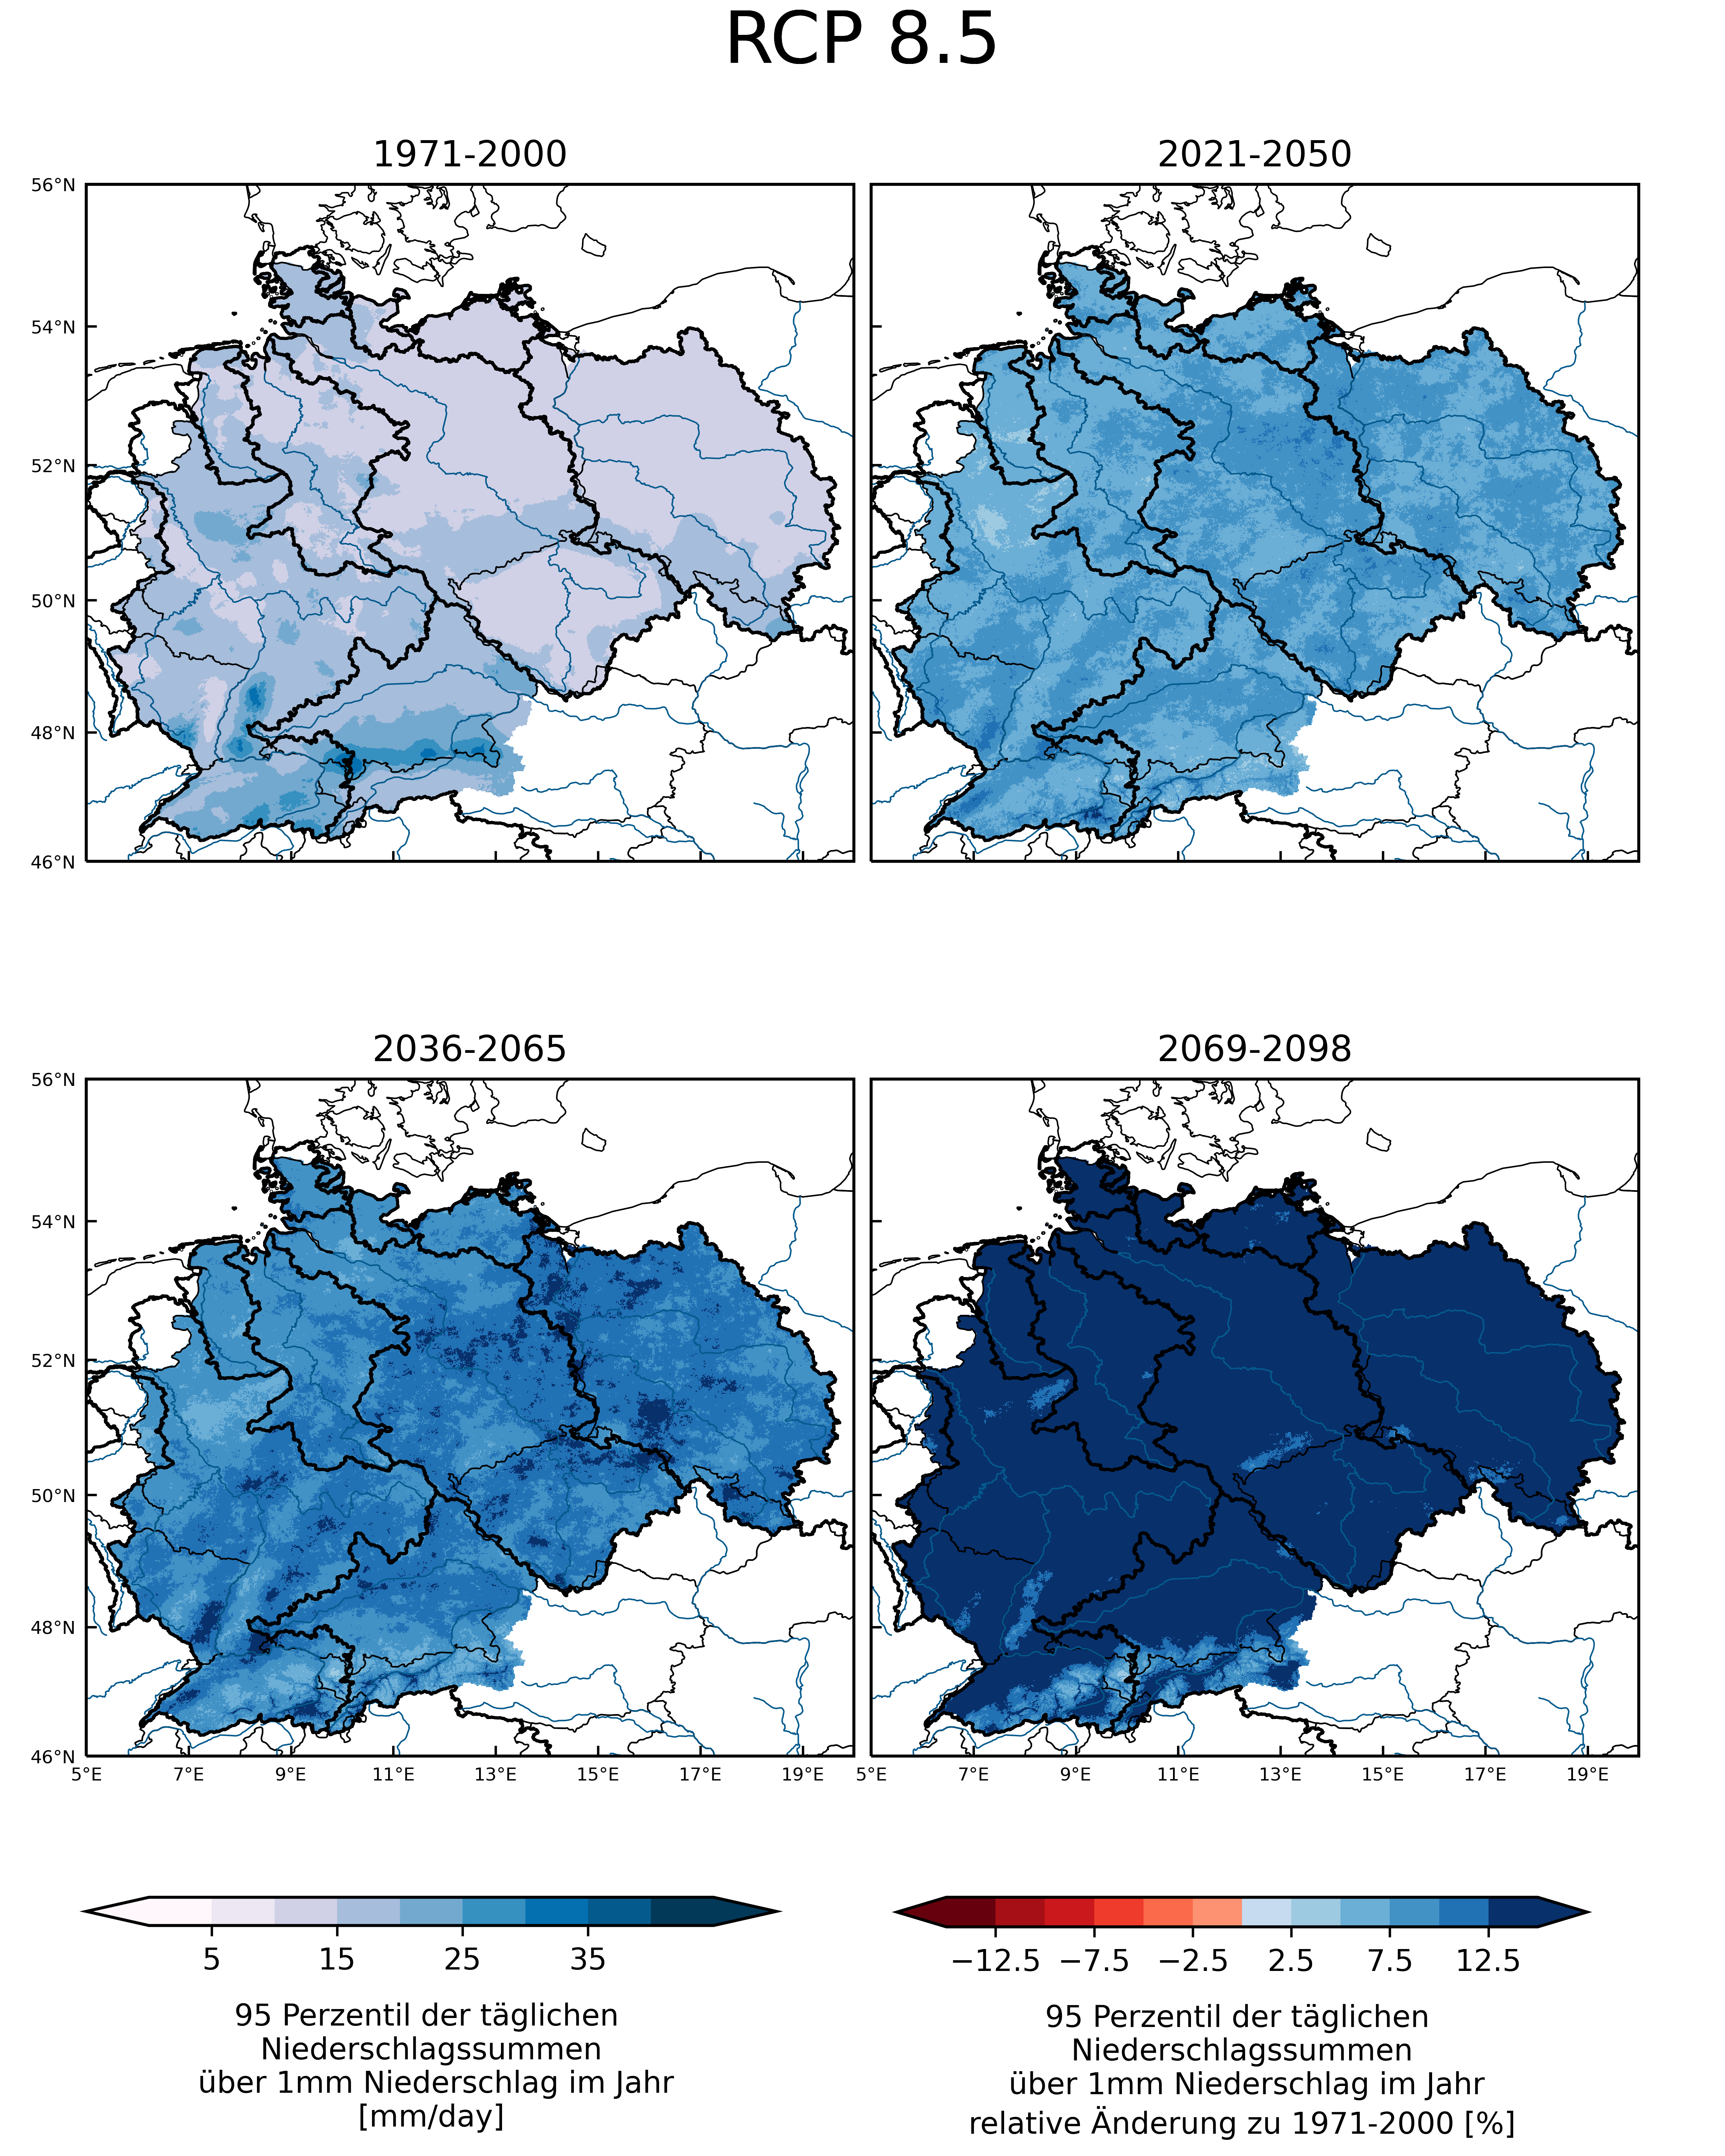 RCP 8.5
1971-2000
2021-2050
56°N
54°N
52°N
50°N
48°N
46°N
2036-2065
2069-2098
56°N
54°N
52°N
50°N
48°N
46°N
5°E 7°E 9°E 11°E 13°E 15°E 17°E 19°E
5°E 7°E 9°E 11°E 13°E 15°E 17°E 19°E
5 15 25 35
95 Perzentil der täglichen
Niederschlagssummen
über 1mm Niederschlag im Jahr
[mm/day]
−12.5 −7.5 −2.5 2.5 7.5 12.5
95 Perzentil der täglichen
Niederschlagssummen
über 1mm Niederschlag im Jahr
relative Änderung zu 1971-2000 [%]